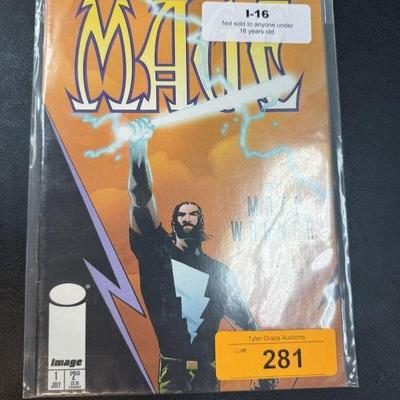 MAGE
I-16
Not sold to anyone under
16 years old.
MATT
WAGNER
Tyler Grace Auctions
Lot#:
281
image
1
JULY
$2